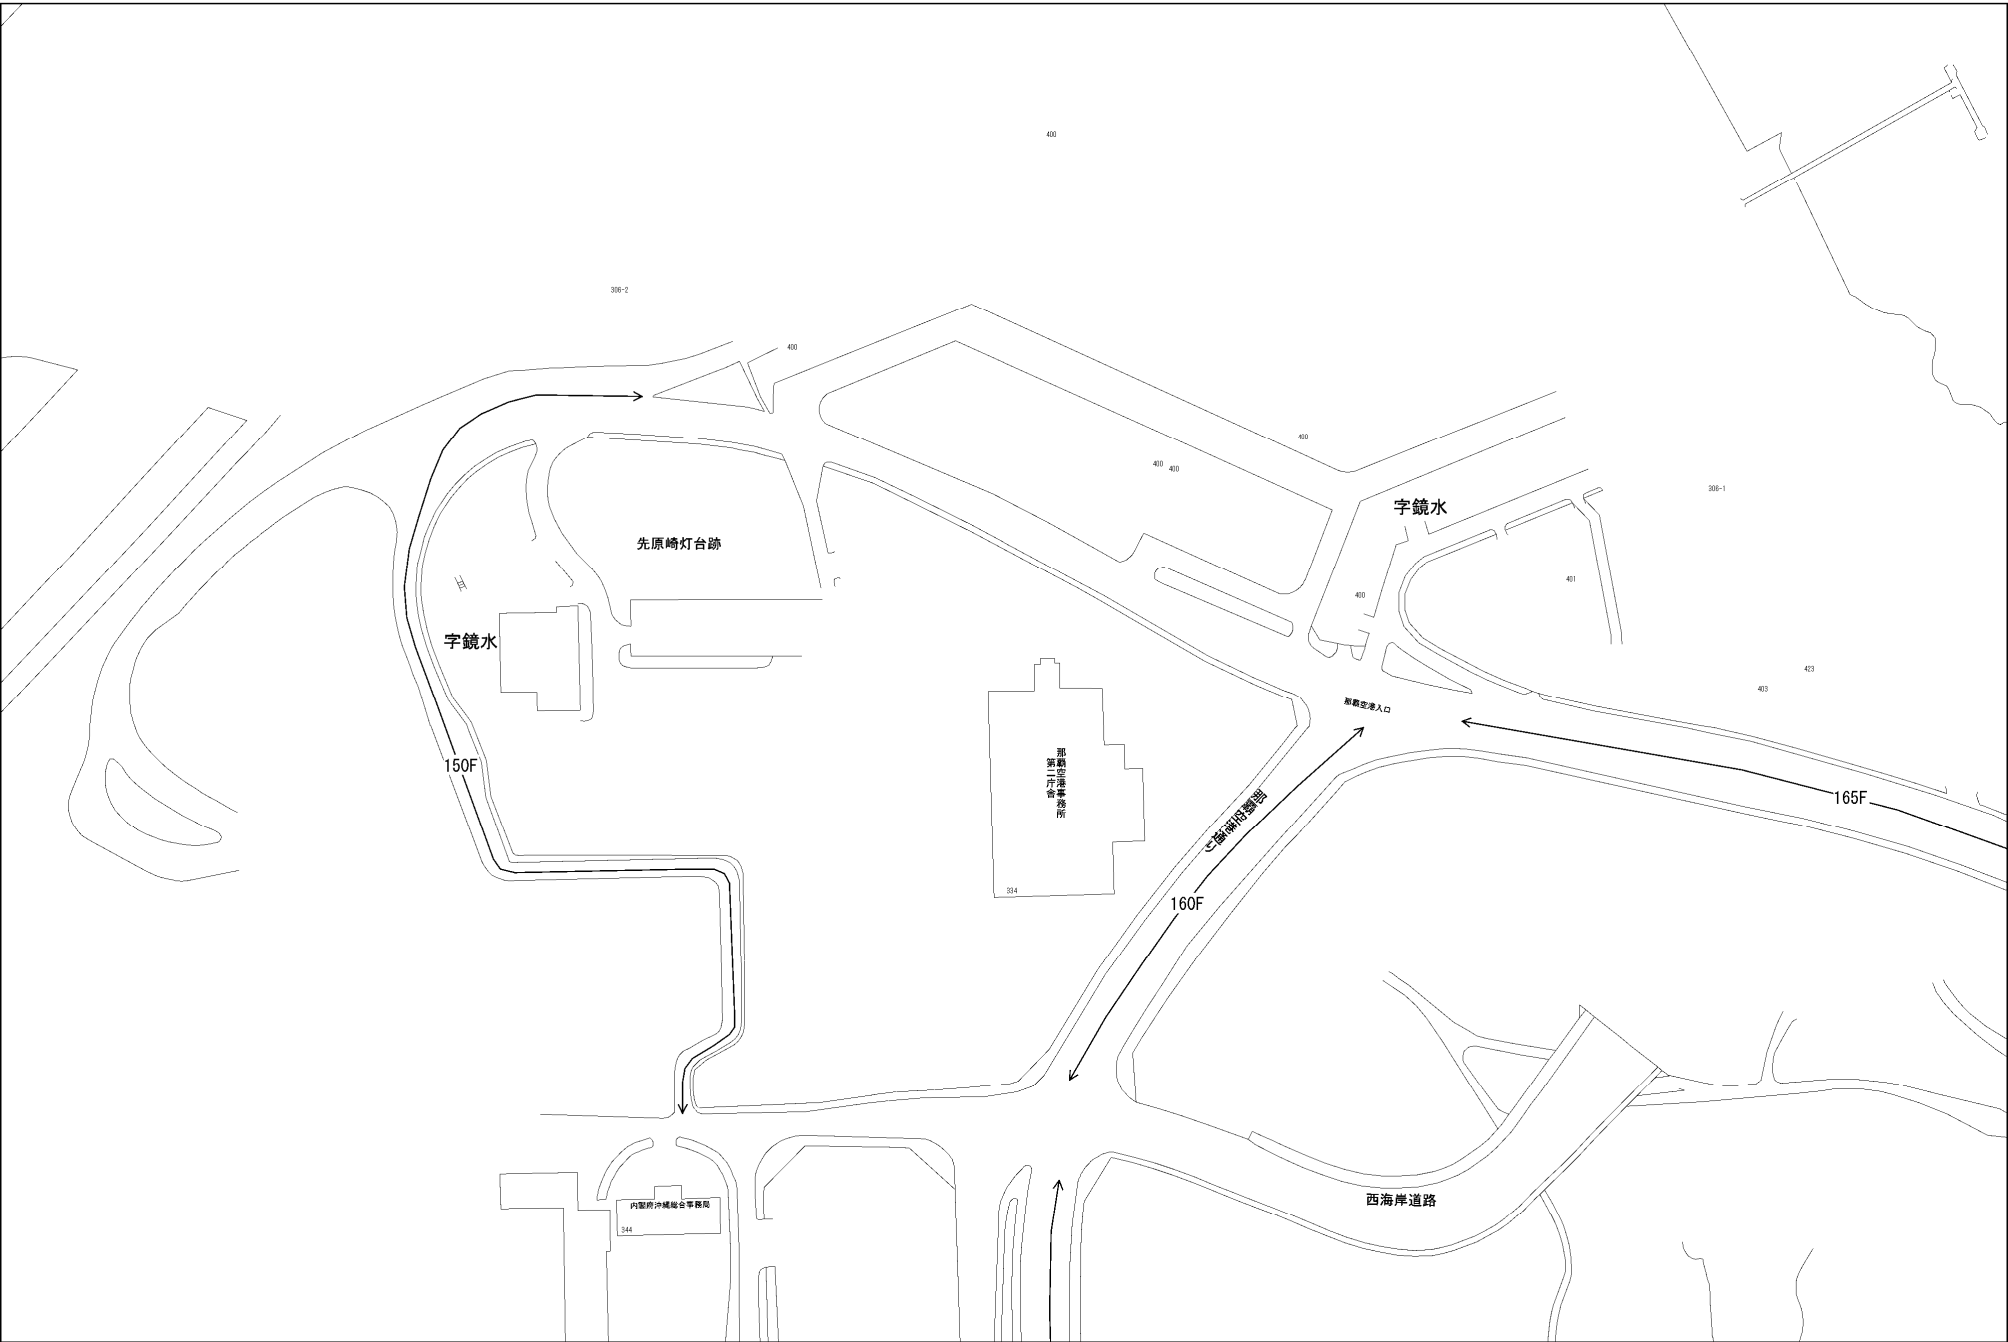 400
306-2
400
400
400
400
306-1
字鏡水
先原崎灯台跡
401
400
字鏡水
423
403
那覇空港入口
那覇空港事務所
第二庁舎
150F
165F
那覇空港通り
334
160F
西海岸道路
内閣府沖縄総合事務局
344